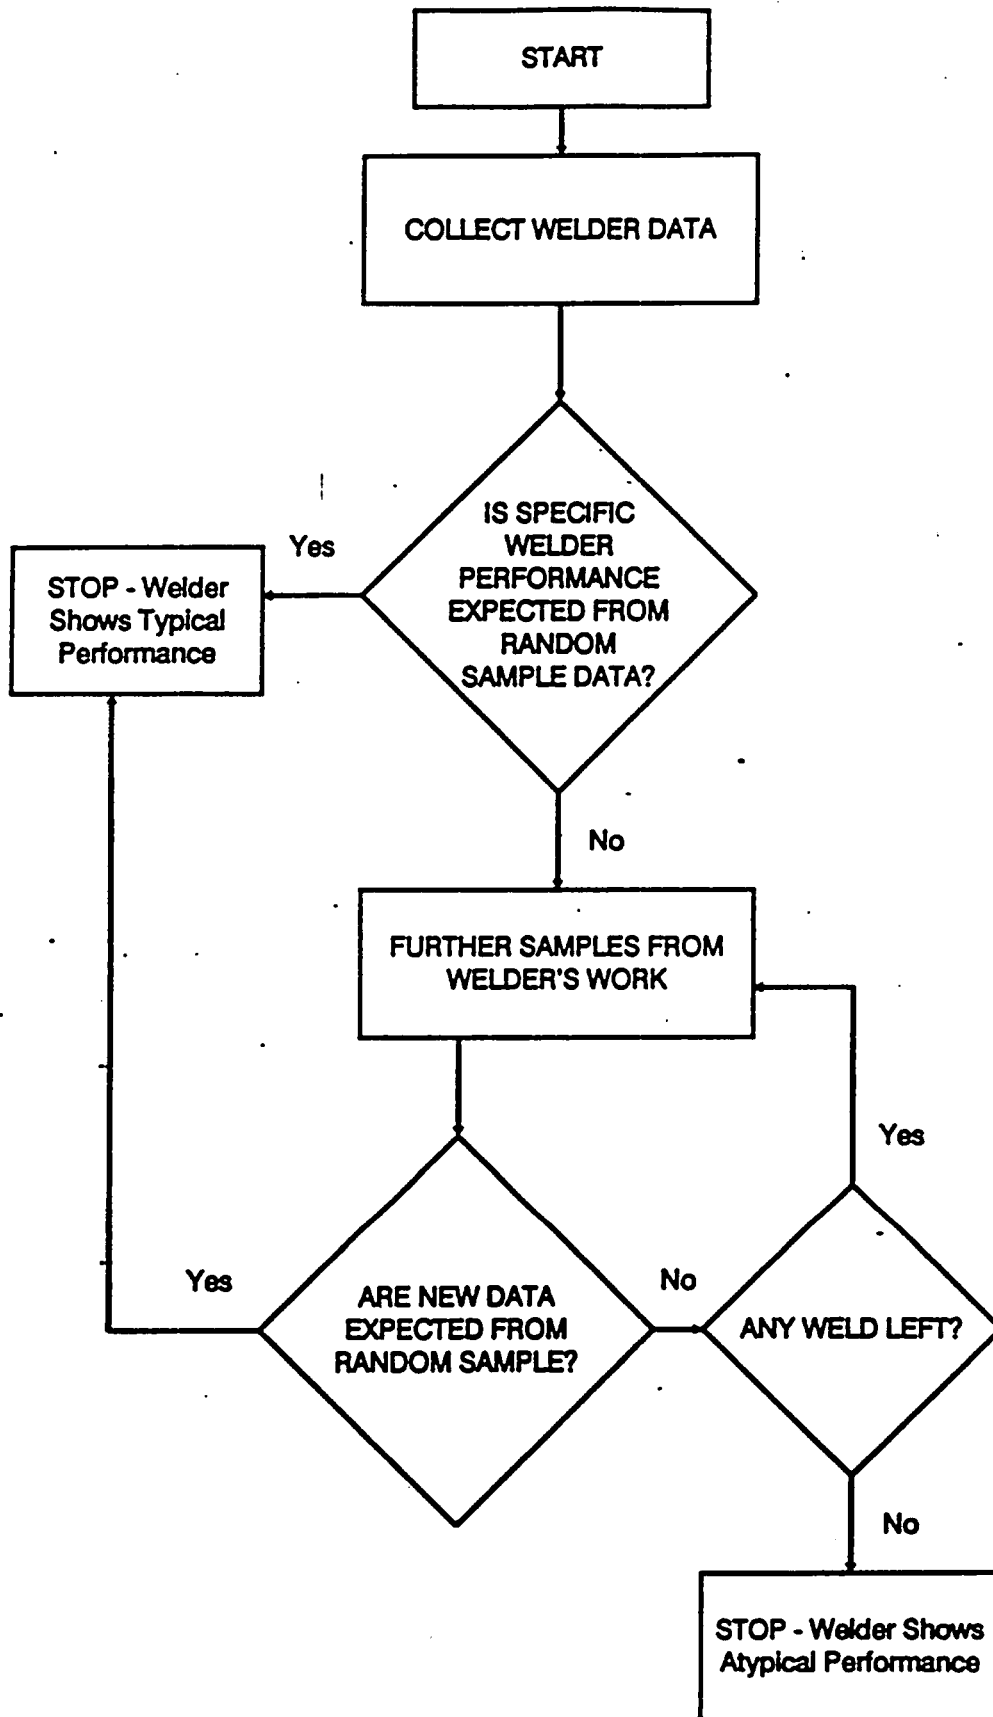 START
COLLECT WELDER DATA
IS SPECIFIC
WELDER
PERFORMANCE
EXPECTED FROM
RANDOM
SAMPLE DATA?
Yes
STOP - Welder
Shows Typical
Performance
No
FURTHER SAMPLES FROM
WELDER'S WORK
Yes
Yes
ARE NEW DATA
EXPECTED FROM
RANDOM SAMPLE?
No
ANY WELD LEFT?
No
STOP - Welder Shows
Atypical Performance